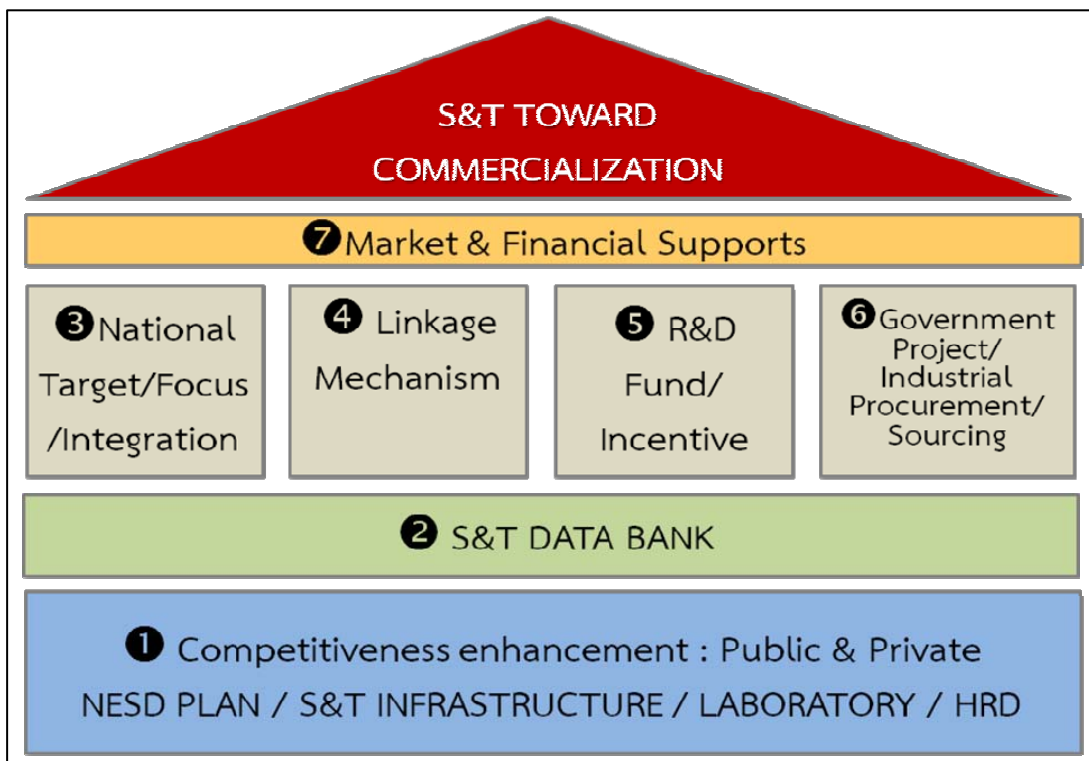 S&T TOWARD
COMMERCIALIZATION
❼Market & Financial Supports
❸National
Target/Focus
/Integration
❹ Linkage
Mechanism
❺ R&D
Fund/
Incentive
❻Government
Project/
Industrial
Procurement/
Sourcing
❷ S&T DATA BANK
❶ Competitiveness enhancement : Public & Private
NESD PLAN / S&T INFRASTRUCTURE / LABORATORY / HRD